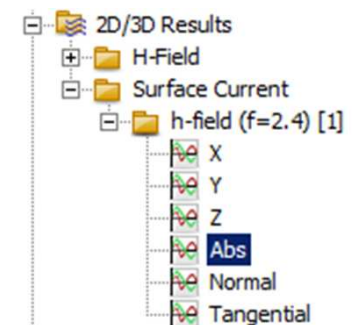 2D/3D Results
H-Field
Surface Current
h-field (f=2.4) [1]
X
Y
Z
Abs
Normal
Tangential